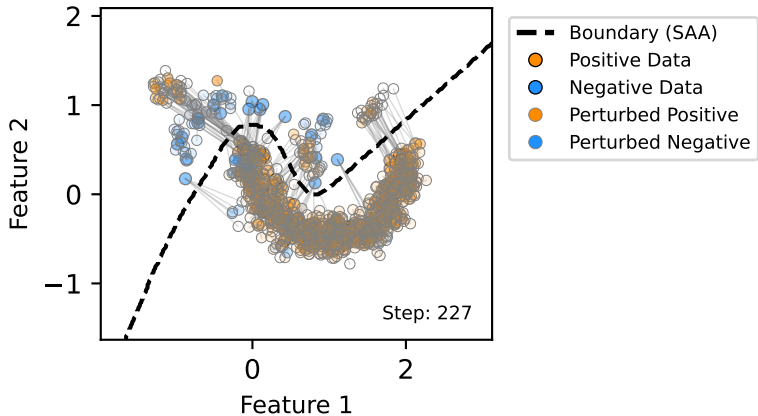 2
1
0
−1
Feature 2
0
2
Feature 1
Step: 227
Boundary (SAA)
Positive Data
Negative Data
Perturbed Positive
Perturbed Negative